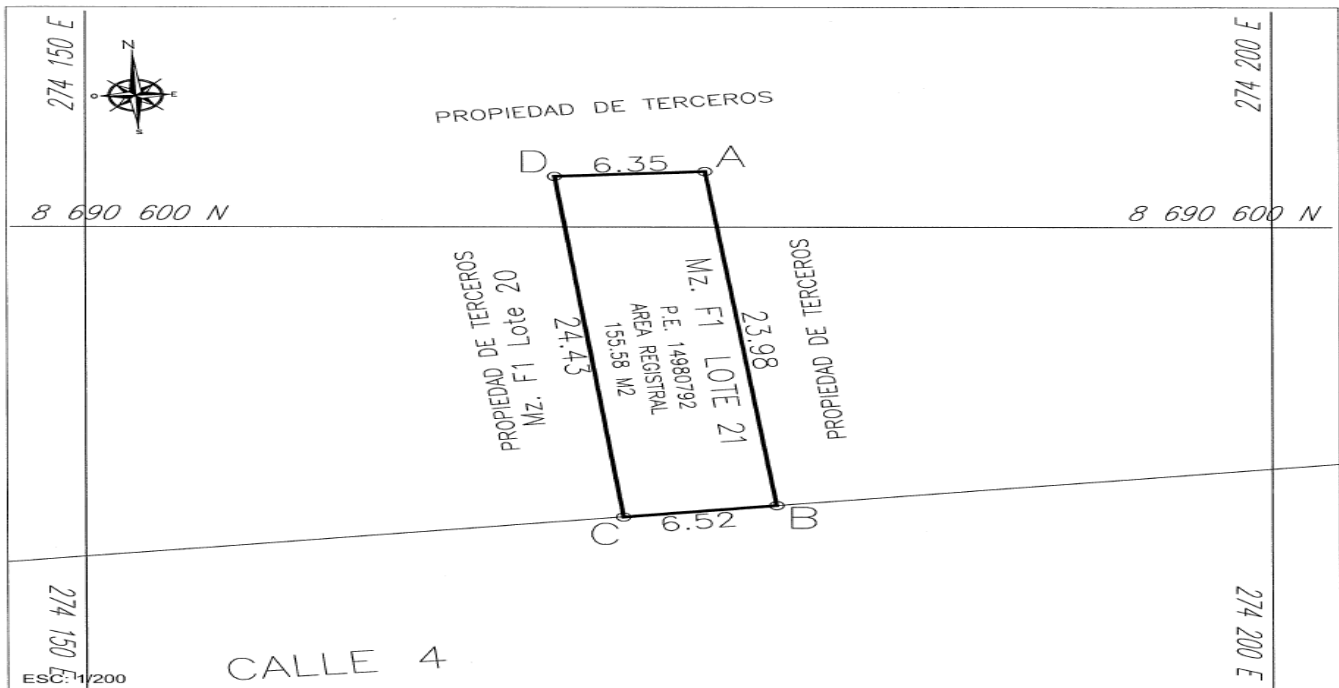 274 150 E
274 200 E
N
O
E
S
PROPIEDAD DE TERCEROS
D
6.35
A
8 690 600 N
8 690 600 N
PROPIEDAD DE TERCEROS
Mz. F1 Lote 20
24.43
155.58 M2
AREA REGISTRAL
P.E. 14980792
Mz. F1 LOTE 21
23.98
PROPIEDAD DE TERCEROS
C
6.52
B
274 150 E
274 200 E
CALLE 4
ESC: 1/200